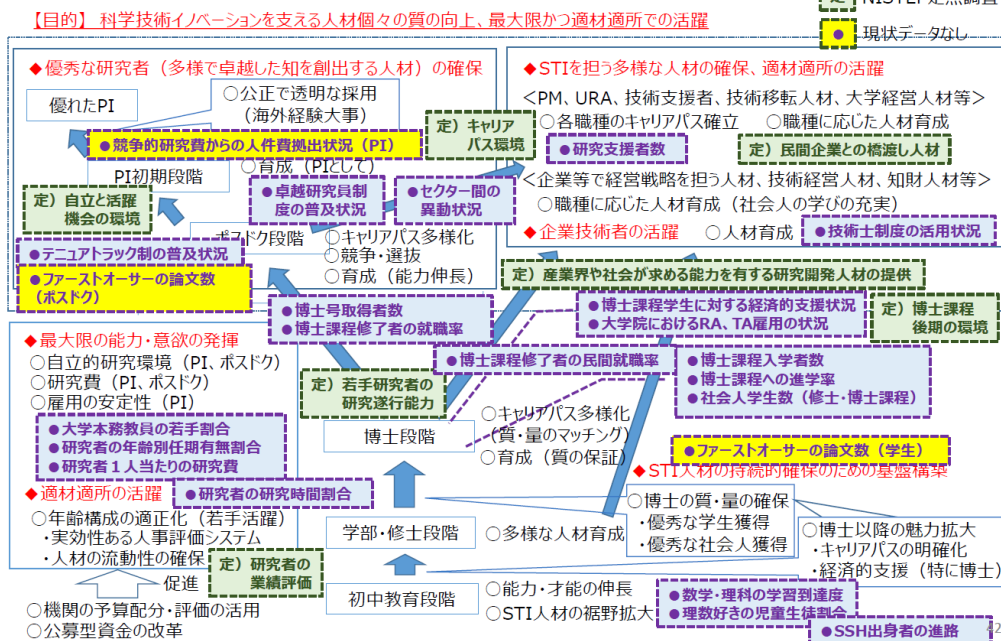 【目的】 科学技術イノベーションを支える人材個々の質の向上、最大限かつ適材適所での活躍
● 現状データなし
◆優秀な研究者（多様で卓越した知を創出する人材）の確保
優れたPI
○公正で透明な採用
（海外経験大事）
●競争的研究費からの人件費拠出状況（PI）
定）キャリア
パス環境
PI初期段階
○育成（PIとして）
定）自立と活躍
機会の環境
●卓越研究員制
度の普及状況
●セクター間の
異動状況
ポスドク段階
○キャリアパス多様化
○競争・選抜
○育成（能力伸長）
●テニュアトラック制の普及状況
●ファーストオーサーの論文数
（ポスドク）
◆STIを担う多様な人材の確保、適材適所の活躍
＜PM、URA、技術支援者、技術移転人材、大学経営人材等＞
○各職種のキャリアパス確立 ○職種に応じた人材育成
●研究支援者数
定）民間企業との橋渡し人材
＜企業等で経営戦略を担う人材、技術経営人材、知財人材等＞
○職種に応じた人材育成（社会人の学びの充実）
◆企業技術者の活躍 ○人材育成
●技術士制度の活用状況
定）産業界や社会が求める能力を有する研究開発人材の提供
●博士号取得者数
●博士課程修了者の就職率
●博士課程学生に対する経済的支援状況
●大学院におけるRA、TA雇用の状況
定）博士課程
後期の環境
◆最大限の能力・意欲の発揮
○自立的研究環境（PI、ポスドク）
○研究費（PI、ポスドク）
○雇用の安定性（PI）
●大学本務教員の若手割合
●研究者の年齢別任期有無割合
●研究者１人当たりの研究費
●博士課程修了者の民間就職率
●博士課程入学者数
●博士課程への進学率
●社会人学生数（修士・博士課程）
定）若手研究者の
研究遂行能力
博士段階
○キャリアパス多様化
（質・量のマッチング）
○育成（質の保証）
●ファーストオーサーの論文数（学生）
◆STI人材の持続的確保のための基盤構築
◆適材適所の活躍
●研究者の研究時間割合
○年齢構成の適正化（若手活躍）
・実効性ある人事評価システム
・人材の流動性の確保
学部・修士段階
○多様な人材育成
○博士の質・量の確保
・優秀な学生獲得
・優秀な社会人獲得
○博士以降の魅力拡大
・キャリアパスの明確化
・経済的支援（特に博士）
定）研究者の
業績評価
促進
○機関の予算配分・評価の活用
○公募型資金の改革
初中教育段階
○能力・才能の伸長
○STI人材の裾野拡大
●数学・理科の学習到達度
●理数好きの児童生徒割合
●SSH出身者の進路